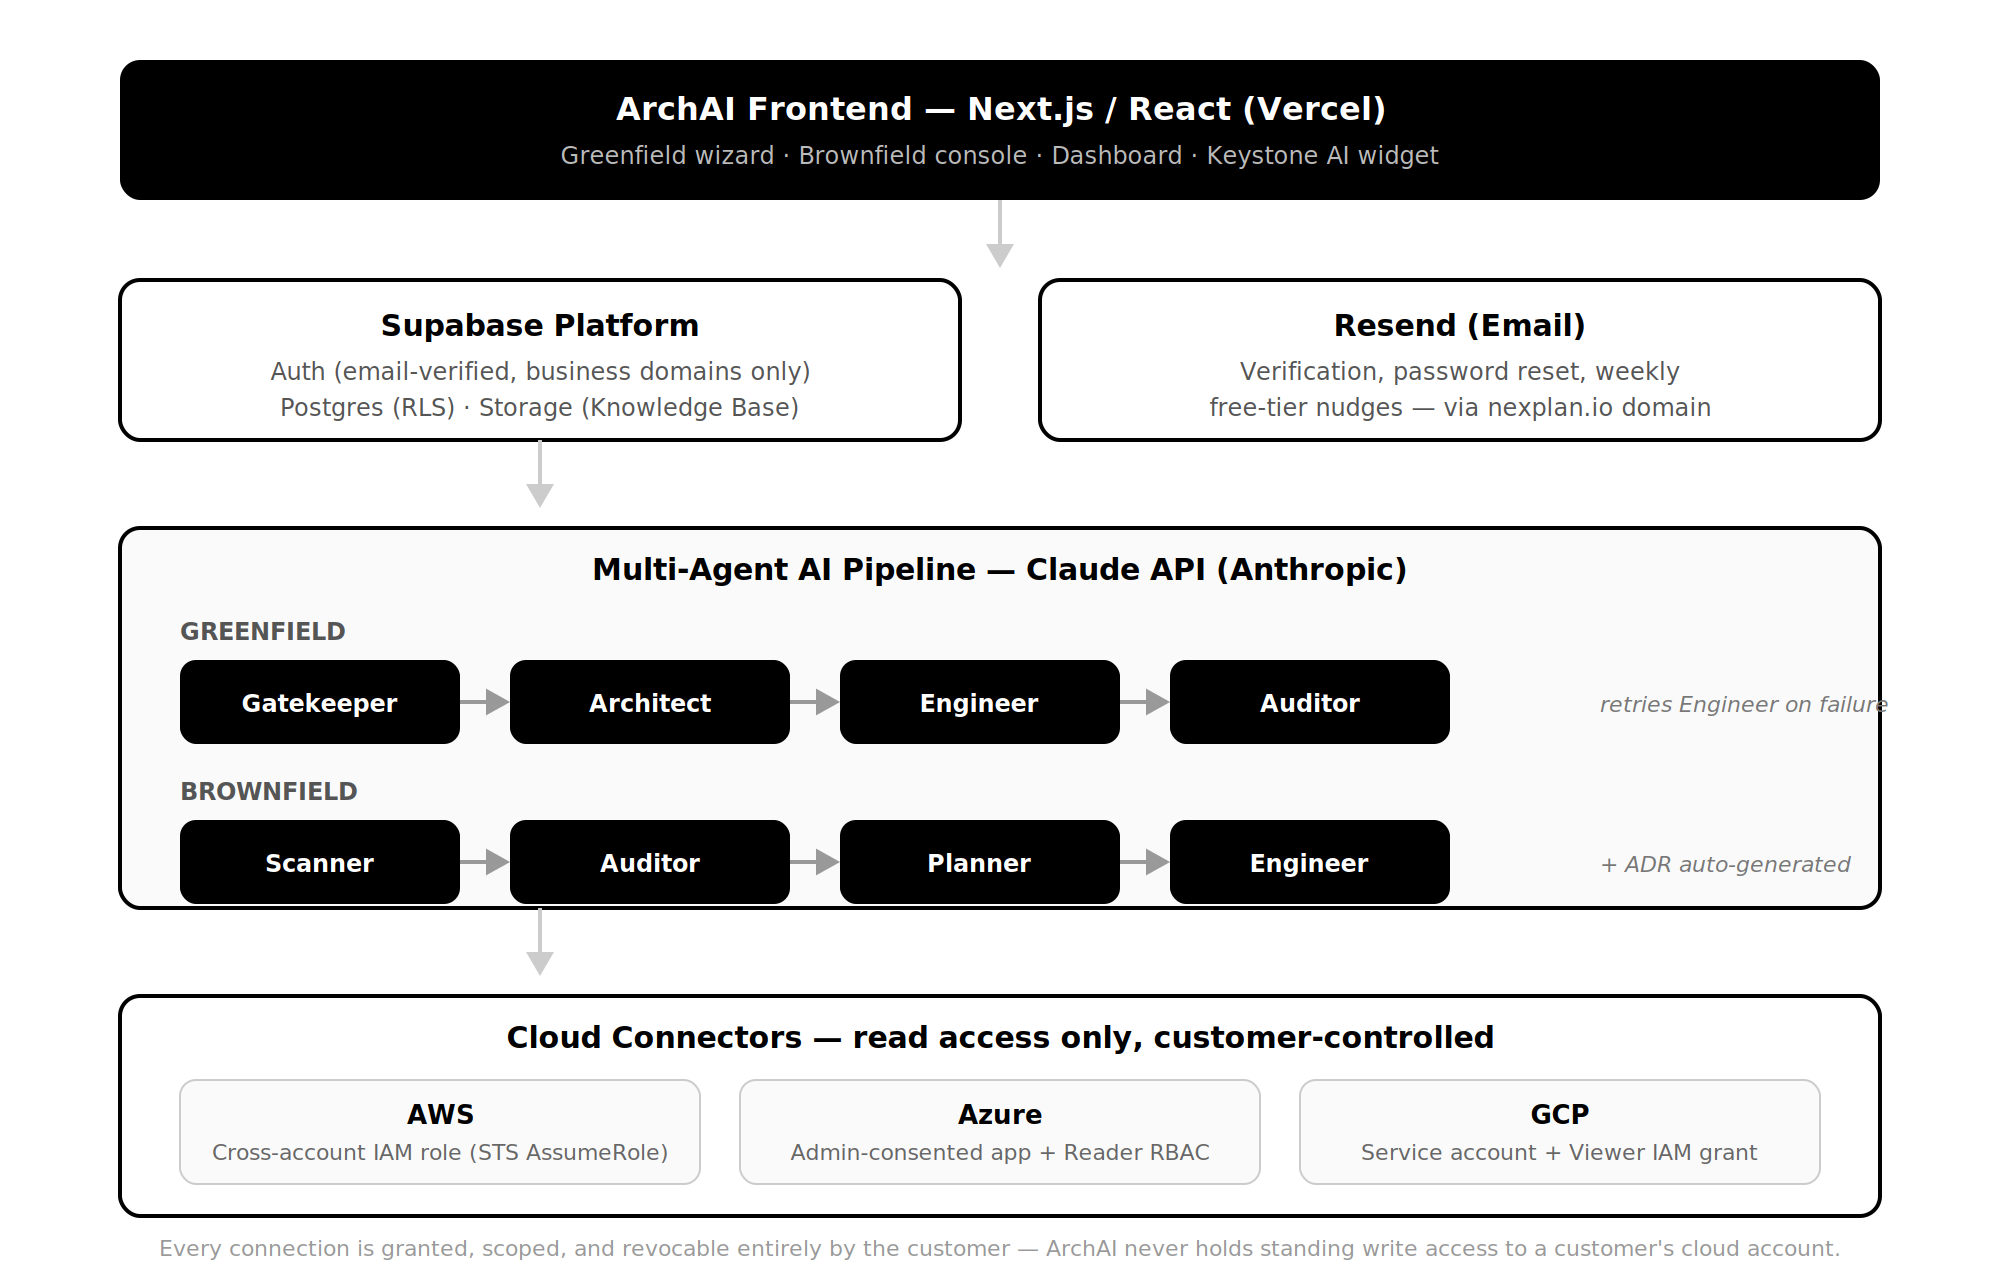 ArchAI Frontend — Next.js / React (Vercel)
Greenfield wizard · Brownfield console · Dashboard · Keystone AI widget
Supabase Platform
Auth (email-verified, business domains only)
Postgres (RLS) · Storage (Knowledge Base)
Resend (Email)
Verification, password reset, weekly
free-tier nudges — via nexplan.io domain
Multi-Agent AI Pipeline — Claude API (Anthropic)
GREENFIELD
Gatekeeper
Architect
Engineer
Auditor
retries Engineer on failure
BROWNFIELD
Scanner
Auditor
Planner
Engineer
+ ADR auto-generated
Cloud Connectors — read access only, customer-controlled
AWS
Cross-account IAM role (STS AssumeRole)
Azure
Admin-consented app + Reader RBAC
GCP
Service account + Viewer IAM grant
Every connection is granted, scoped, and revocable entirely by the customer — ArchAI never holds standing write access to a customer's cloud account.